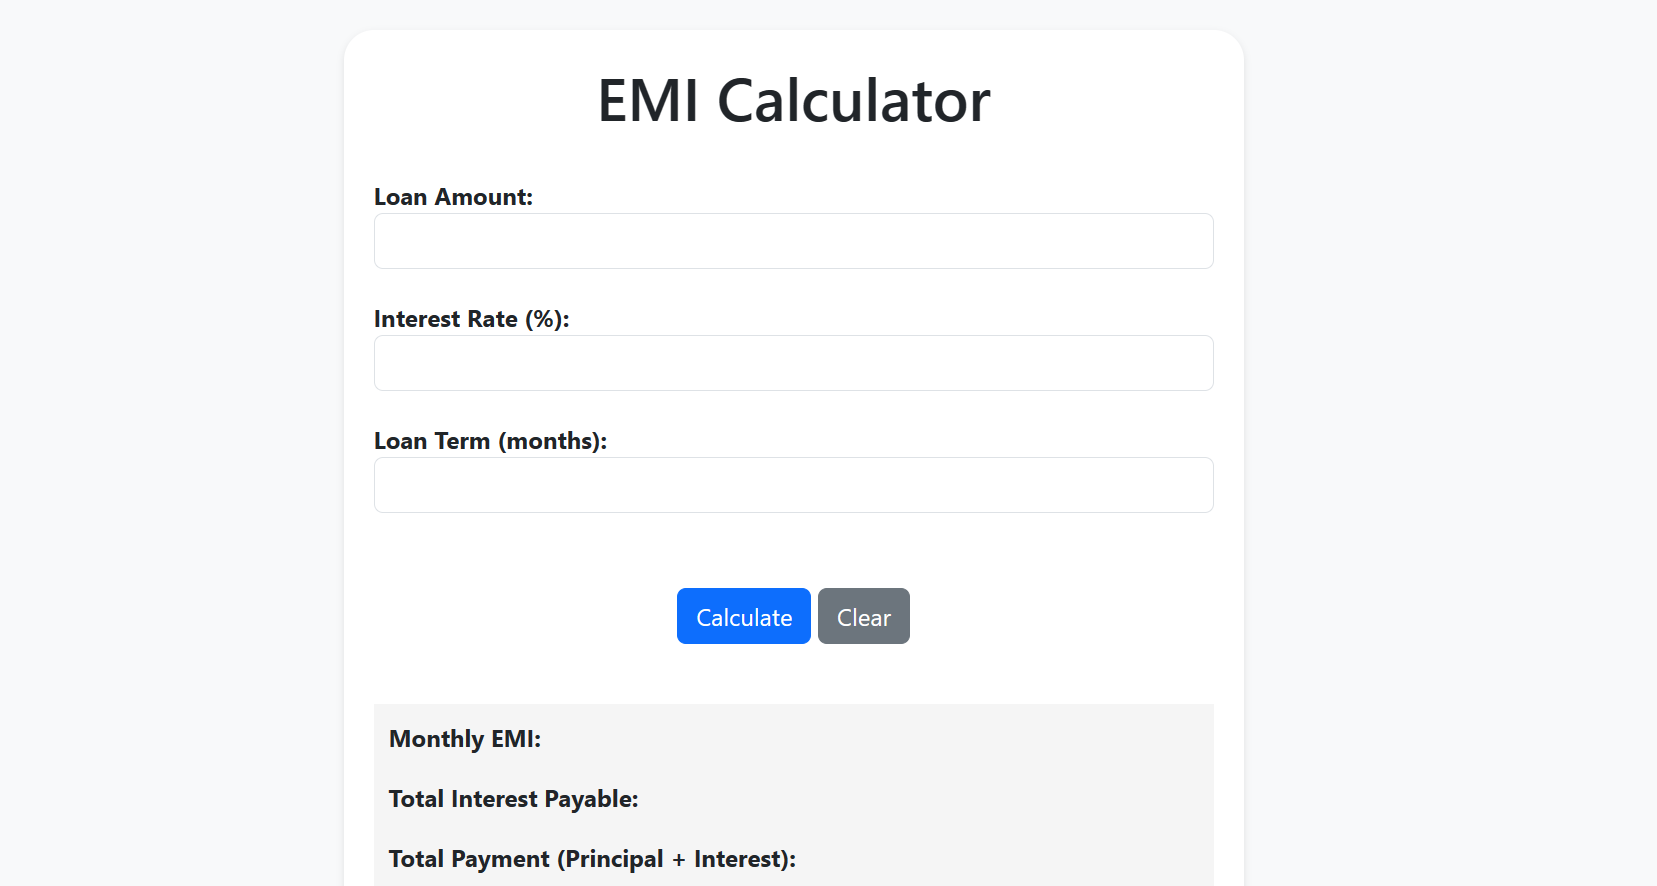 EMI Calculator
Loan Amount:
Interest Rate (%):
Loan Term (months):
Calculate Clear
Monthly EMI:
Total Interest Payable:
Total Payment (Principal + Interest):